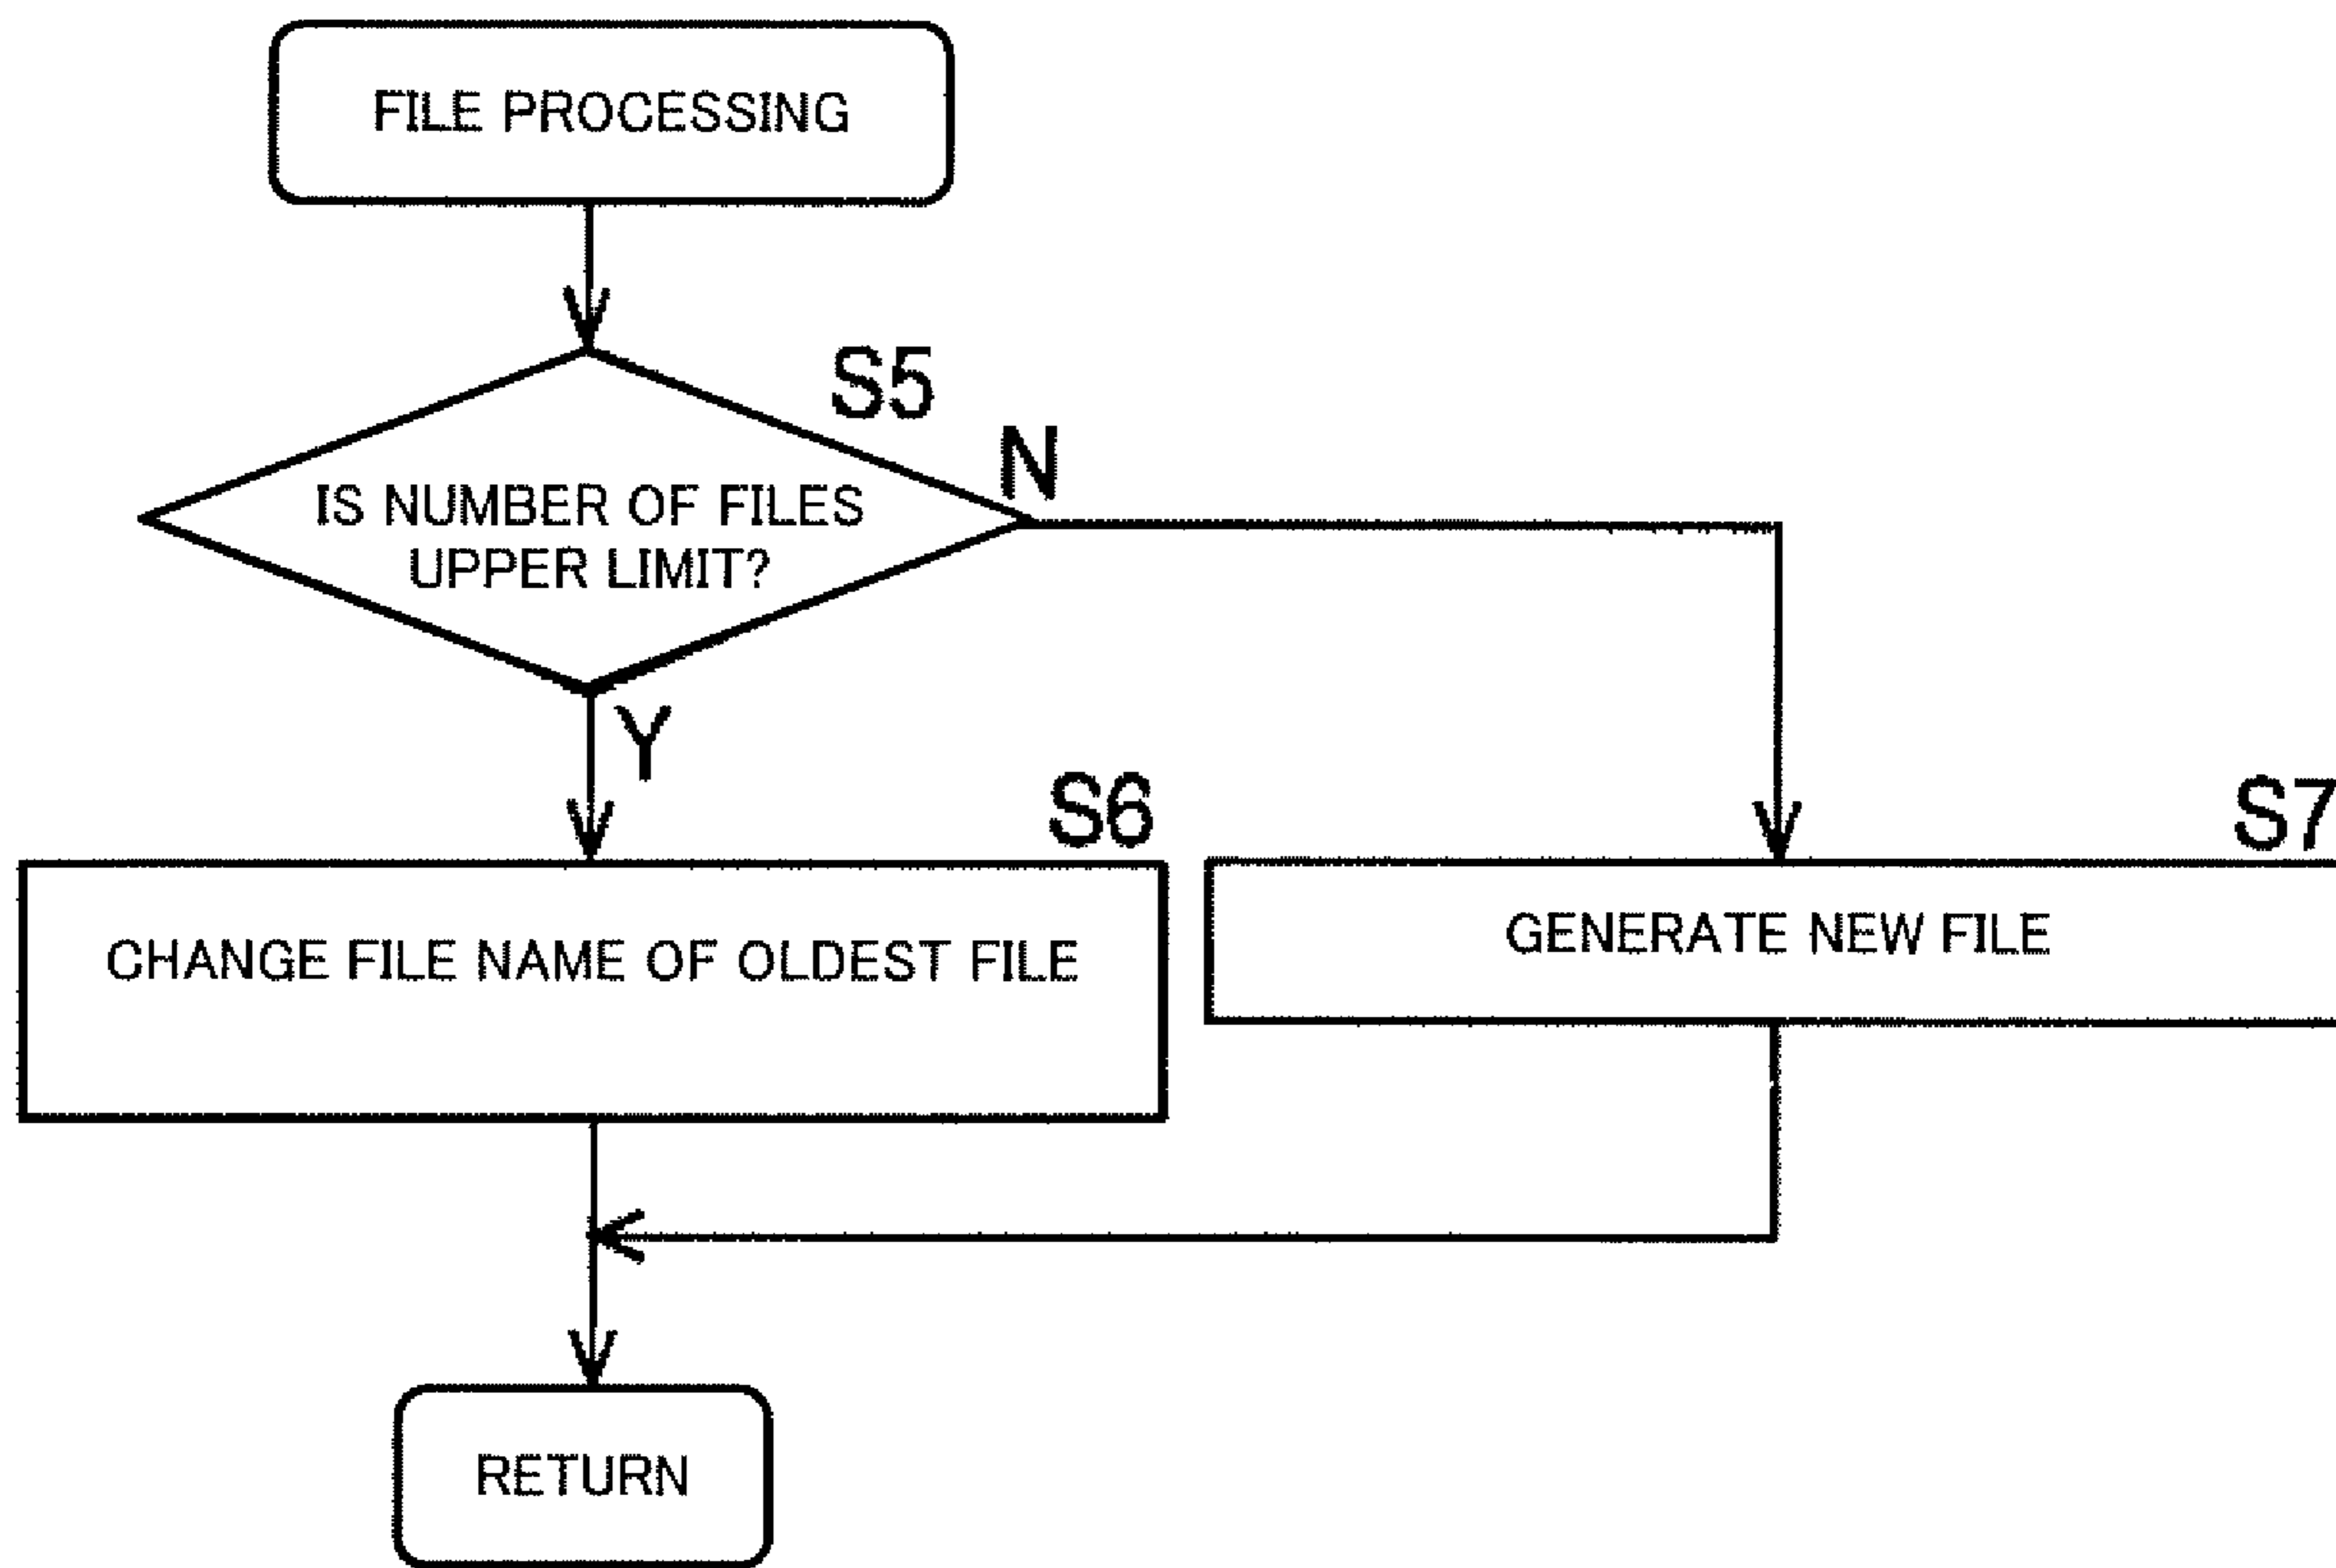 FILE PROCESSING
S5
N
IS NUMBER OF FILES
UPPER LIMIT?
Y
S6
S7
CHANGE FILE NAME OF OLDEST FILE
GENERATE NEW FILE
RETURN